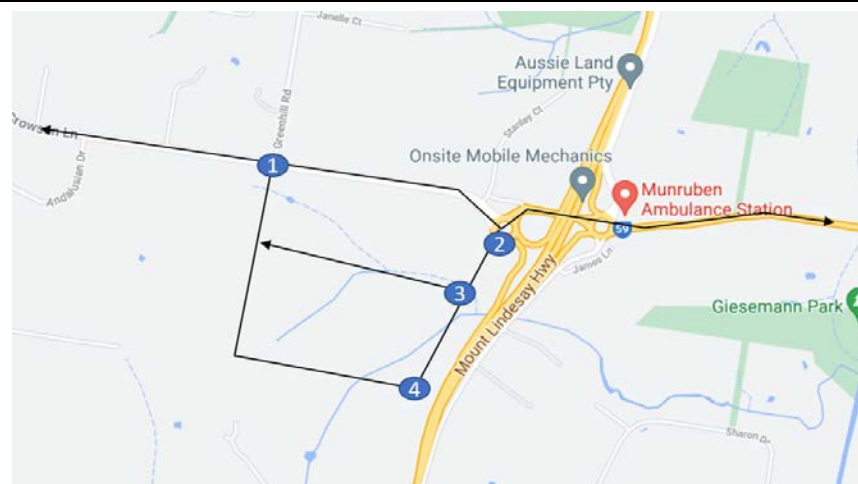 Janelle Ct
Greenhill Rd
Stanley Ct
Aussie Land
Equipment Pty
Crowson Ln
Andalusian Dr
1
Onsite Mobile Mechanics
Munruben
Ambulance Station
59
2
James Ln
3
Mount Lindesay Hwy
Giesemann Park
4
Sharon Dr